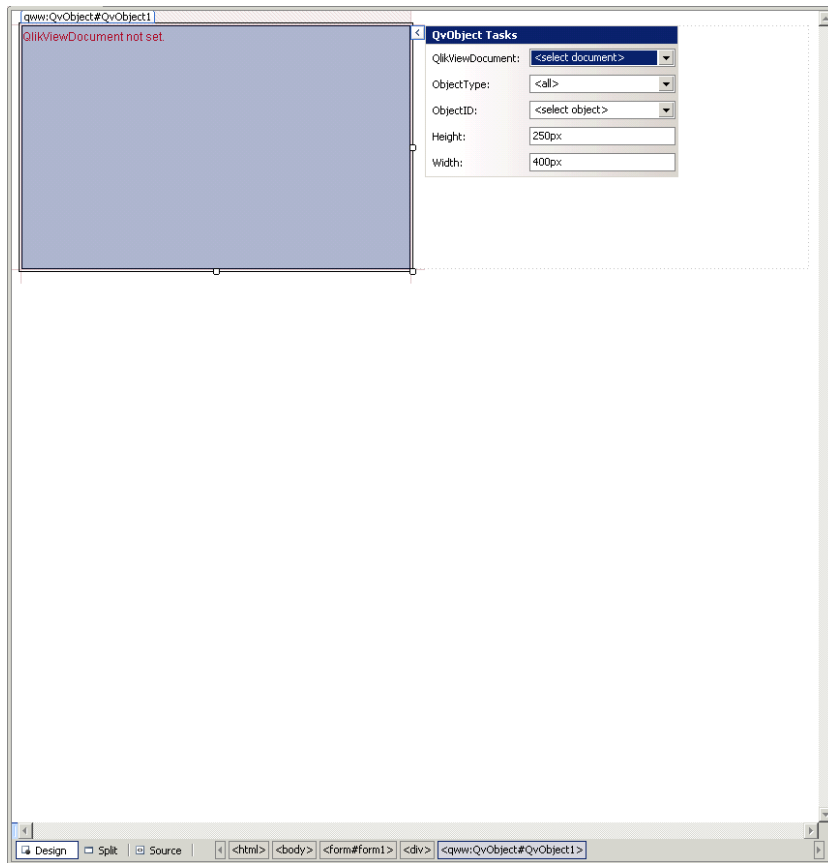 qww:QvObject#QvObject1
QlikViewDocument not set.
QvObject Tasks
QlikViewDocument: <select document>
ObjectType: <all>
ObjectID: <select object>
Height: 250px
Width: 400px
Design Split Source <html> <body> <form#form1> <div> <qww:QvObject#QvObject1>